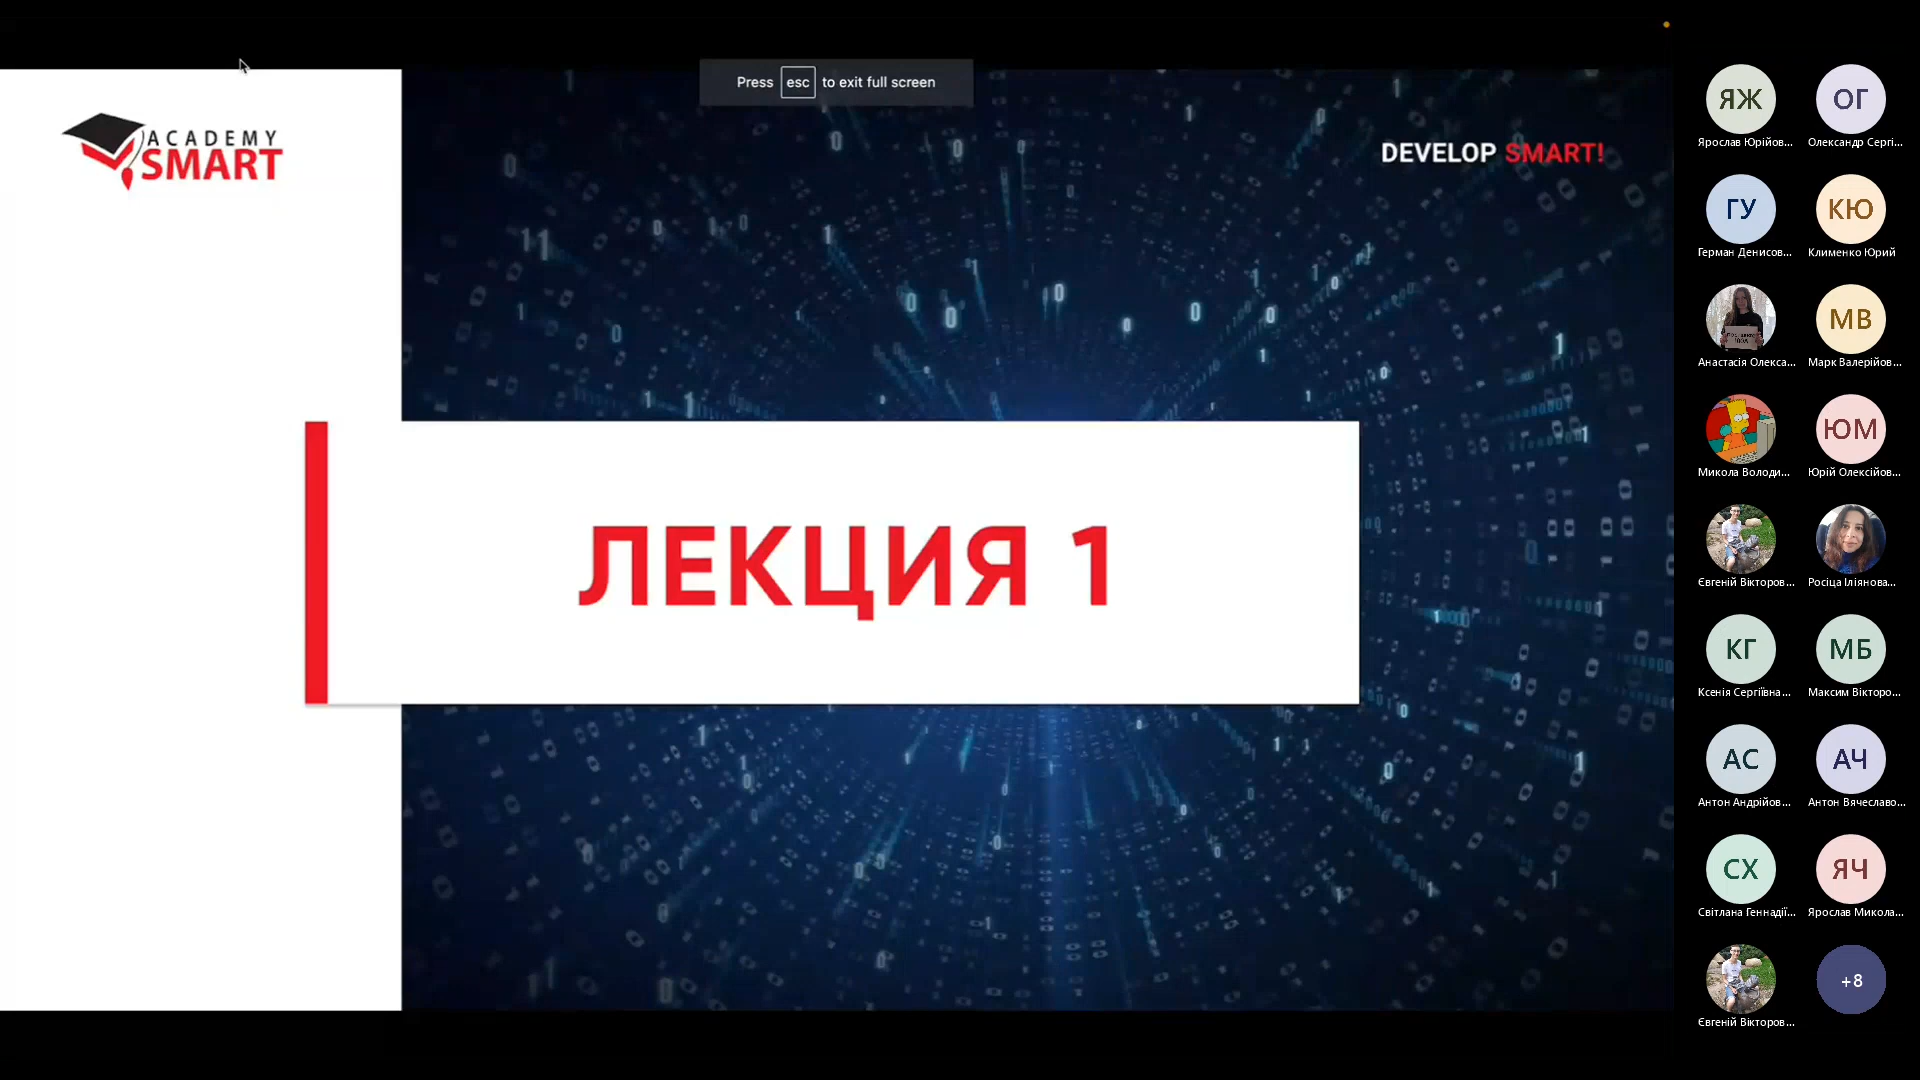 Press esc to exit full screen
ACADEMY
SMART
DEVELOP SMART!
ЛЕКЦИЯ 1
ЯЖ
ОГ
Ярослав Юрійов...
Олександр Сергі...
ГУ
КЮ
Герман Денисов...
Клименко Юрий
МВ
Анастасія Олекса...
Марк Валерійов...
ЮМ
Микола Володи...
Юрій Олексійов...
Євгеній Вікторов...
Росіца Іліянова...
КГ
МБ
Ксенія Сергіївна...
Максим Вікторо...
АС
АЧ
Антон Андрійов...
Антон Вячеславо...
СХ
ЯЧ
Світлана Геннадії...
Ярослав Микола...
+8
Євгеній Вікторов...